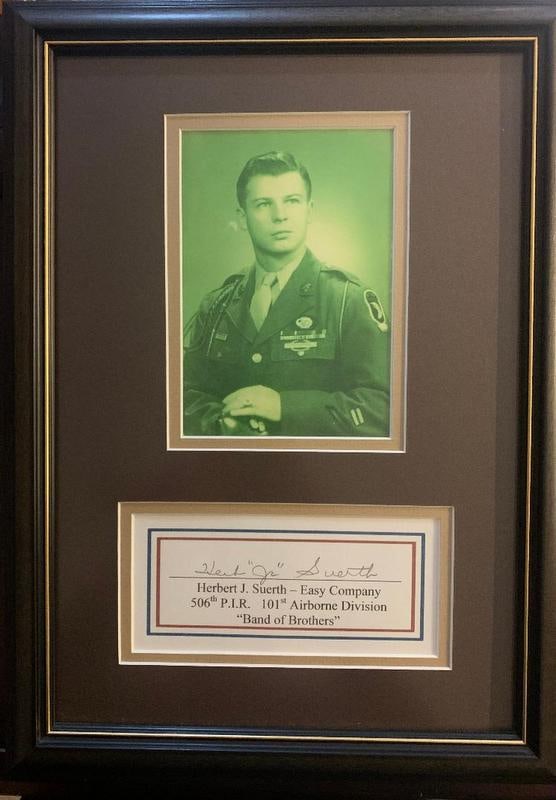 Herb "Jr" Suerth
Herbert J. Suerth – Easy Company
506th P.I.R. 101st Airborne Division
"Band of Brothers"